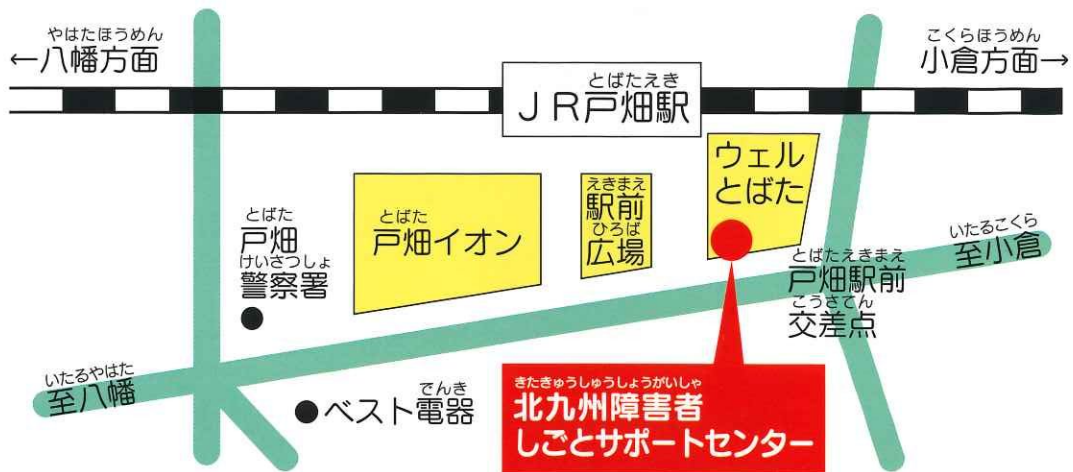 やはたほうめん
←八幡方面
こくらほうめん
小倉方面→
とばたえき
ＪＲ戸畑駅
ウェル
とばた
えきまえ
駅前
ひろば
広場
とばた
戸畑イオン
とばた
戸畑
けいさつしょ
警察署
いたるこくら
至小倉
とばたえきまえ
戸畑駅前
こうさてん
交差点
いたるやはた
至八幡
でんき
●ベスト電器
きたきゅうしゅうしょうがいしゃ
北九州障害者
しごとサポートセンター